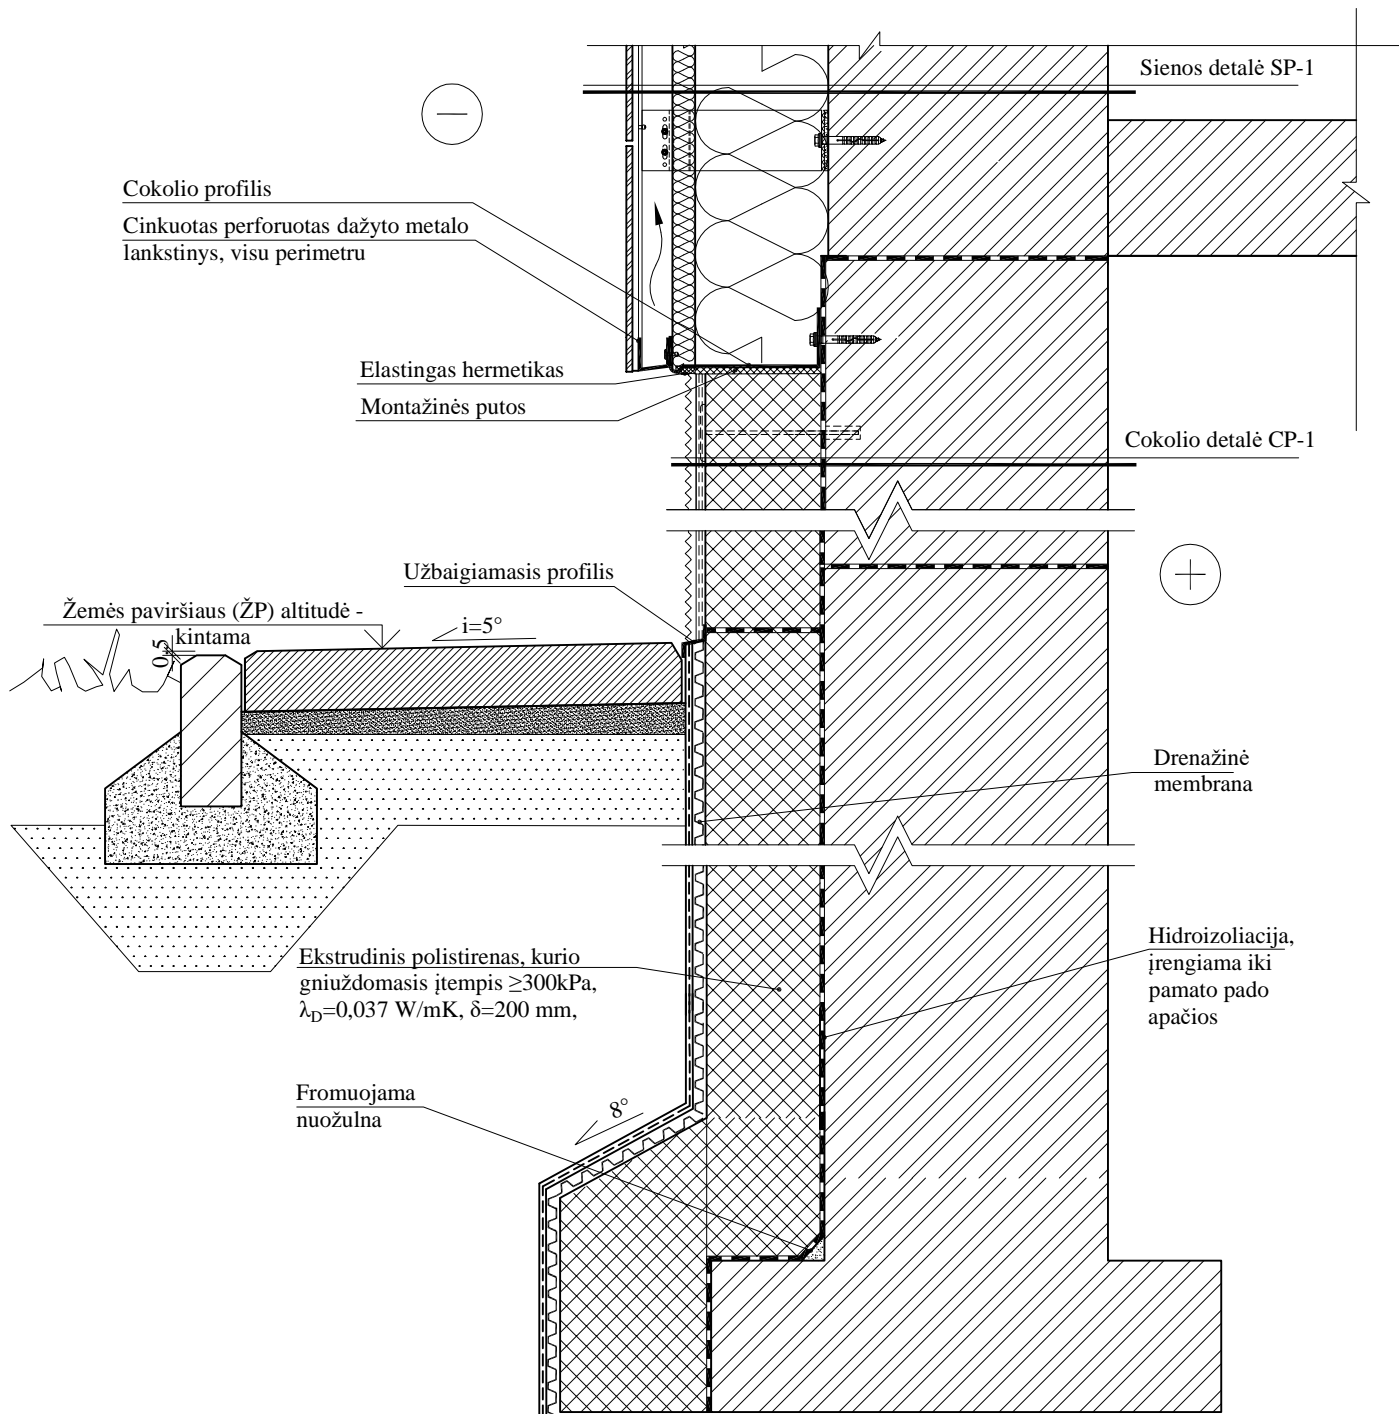 Sienos detalė SP-1
Cokolio profilis
Cinkuotas perforuotas dažyto metalo
lankstinys, visu perimetru
Elastingas hermetikas
Montažinės putos
Cokolio detalė CP-1
Užbaigiamasis profilis
Žemės paviršiaus (ŽP) altitudė -
kintama
i=5°
0,5
Drenažinė
membrana
Ekstrudinis polistirenas, kurio
gniuždomasis įtempis ≥300kPa,
λD=0,037 W/mK, δ=200 mm,
Hidroizoliacija,
įrengiama iki
pamato pado
apačios
Fromuojama
nuožulna
8°